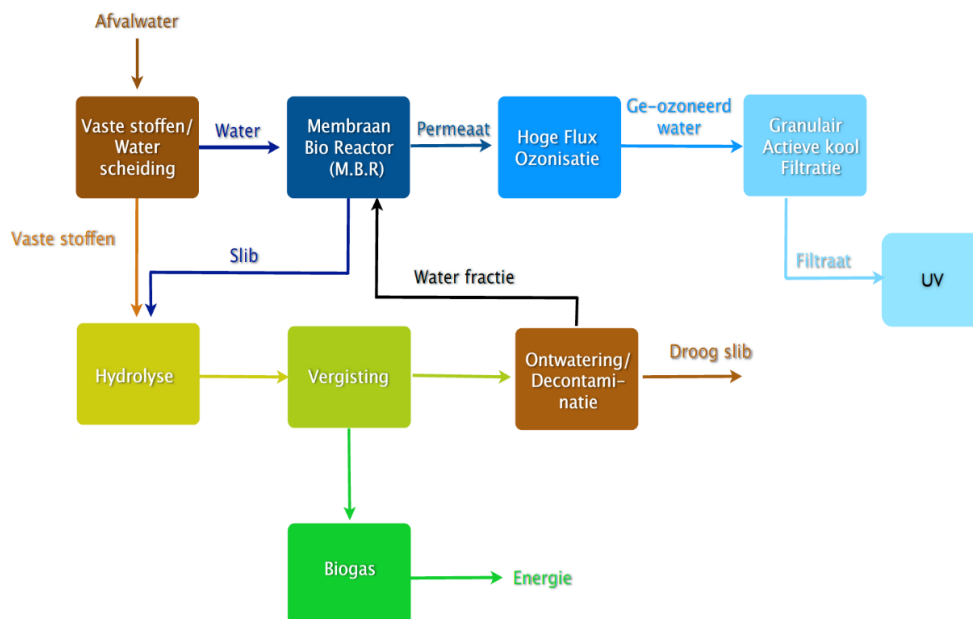 Afvalwater
Vaste stoffen/
Water
scheiding
Water
Membraan
Bio Reactor
(M.B.R)
Permeaat
Hoge Flux
Ozonisatie
Ge-ozoneerd
water
Granulair
Actieve kool
Filtratie
Vaste stoffen
Slib
Water fractie
Filtraat
UV
Hydrolyse
Vergisting
Ontwatering/
Decontami-
natie
Droog slib
Biogas
Energie